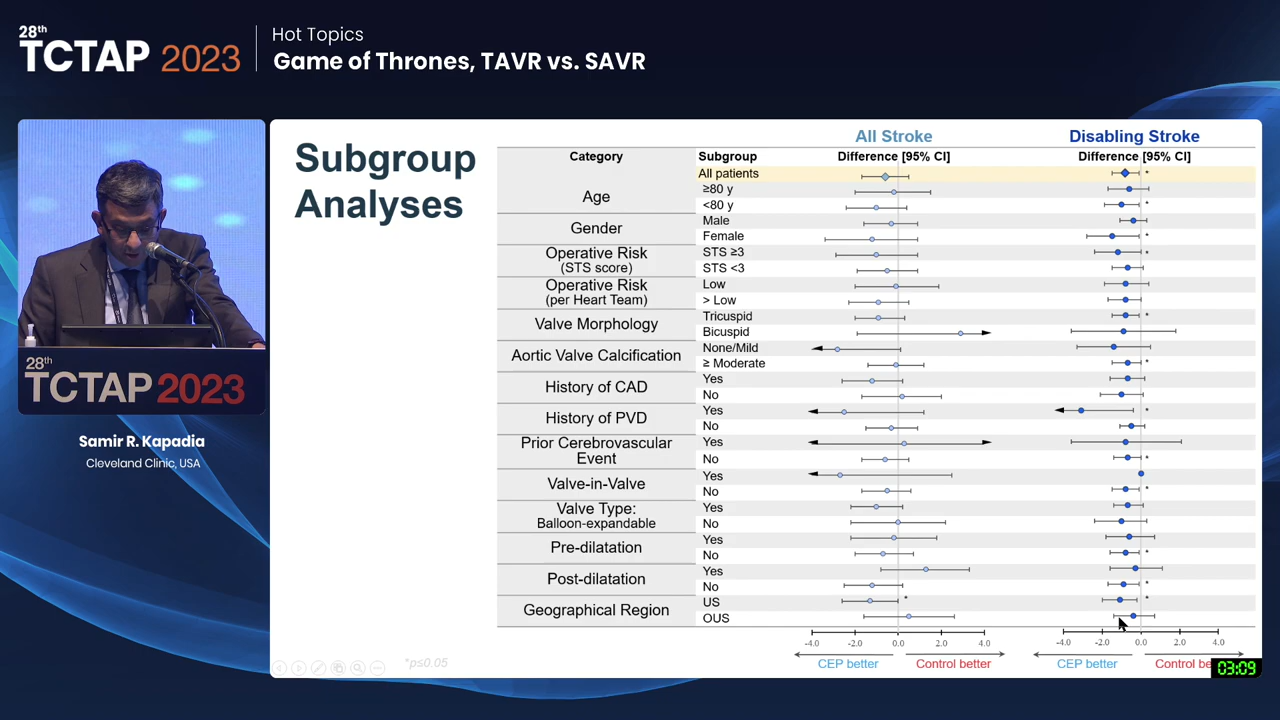 28th
TCTAP 2023
Hot Topics
Game of Thrones, TAVR vs. SAVR
28th
TCTAP 2023
Samir R. Kapadia
Cleveland Clinic, USA
Subgroup
Analyses
All Stroke
Disabling Stroke
Category
Subgroup
Difference [95% CI]
Difference [95% CI]
All patients
*
Age
≥80 y
<80 y
*
Gender
Male
Female
*
Operative Risk
(STS score)
STS ≥3
*
STS <3
Operative Risk
(per Heart Team)
Low
> Low
Valve Morphology
Tricuspid
*
Bicuspid
Aortic Valve Calcification
None/Mild
≥ Moderate
*
History of CAD
Yes
No
History of PVD
Yes
*
No
Prior Cerebrovascular
Event
Yes
No
*
Valve-in-Valve
Yes
No
*
Valve Type:
Balloon-expandable
Yes
No
Pre-dilatation
Yes
No
*
Post-dilatation
Yes
No
*
Geographical Region
US
*
*
OUS
-4.0 -2.0 0.0 2.0 4.0
-4.0 -2.0 0.0 2.0 4.0
CEP better
Control better
CEP better
Control be
*p≤0.05
03:09